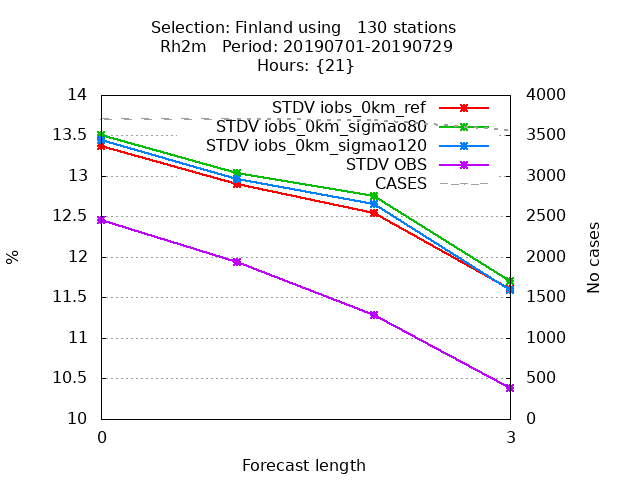 Selection: Finland using   130 stations
Rh2m   Period: 20190701-20190729
Hours: {21}
STDV iobs_0km_ref
STDV iobs_0km_sigmao80
STDV iobs_0km_sigmao120
STDV OBS
CASES
14
13.5
13
12.5
12
11.5
11
10.5
10
%
4000
3500
3000
2500
2000
1500
1000
500
0
No cases
0
3
Forecast length